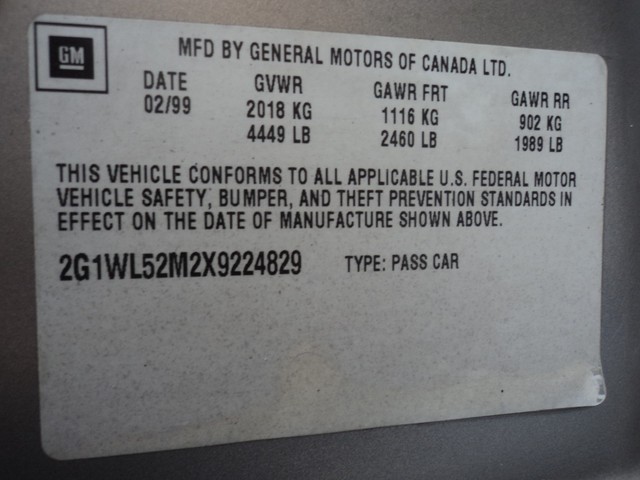 GM
MFD BY GENERAL MOTORS OF CANADA LTD.
DATE GVWR GAWR FRT GAWR RR
02/99 2018 KG 1116 KG 902 KG
4449 LB 2460 LB 1989 LB
THIS VEHICLE CONFORMS TO ALL APPLICABLE U.S. FEDERAL MOTOR
VEHICLE SAFETY, BUMPER, AND THEFT PREVENTION STANDARDS IN
EFFECT ON THE DATE OF MANUFACTURE SHOWN ABOVE.
2G1WL52M2X9224829 TYPE: PASS CAR